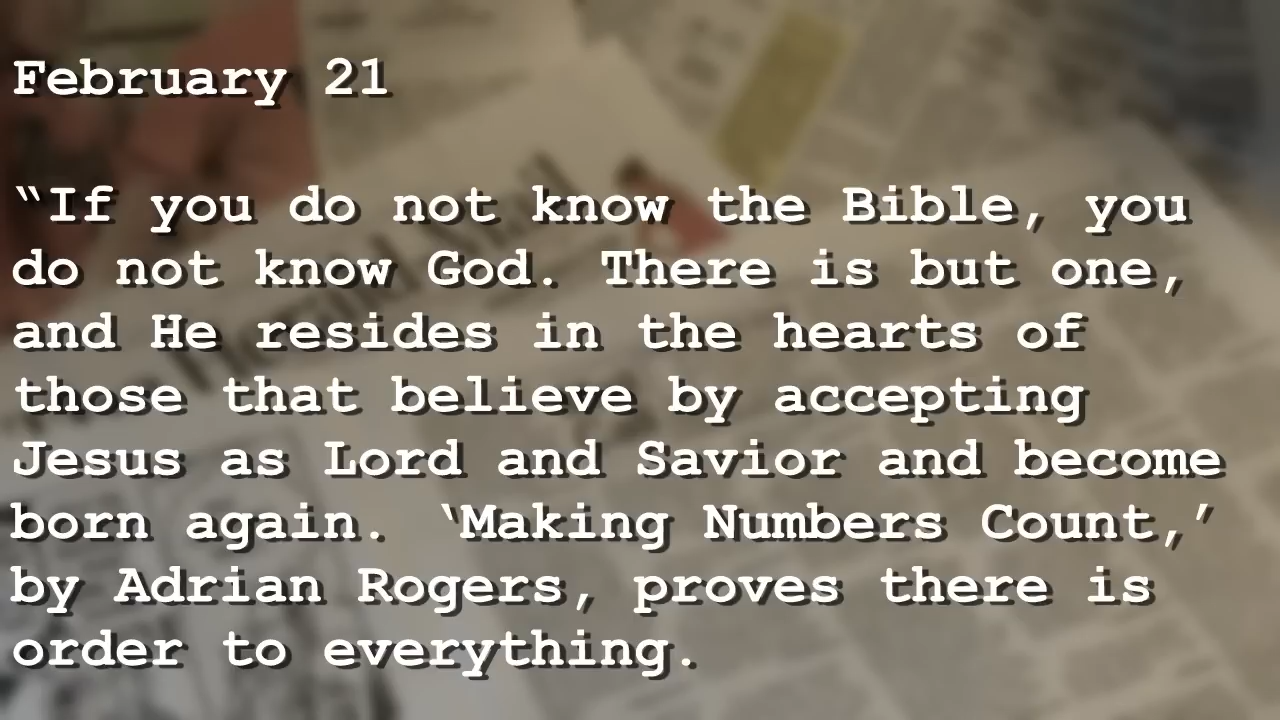 February 21
“If you do not know the Bible, you
do not know God. There is but one,
and He resides in the hearts of
those that believe by accepting
Jesus as Lord and Savior and become
born again. ‘Making Numbers Count,’
by Adrian Rogers, proves there is
order to everything.